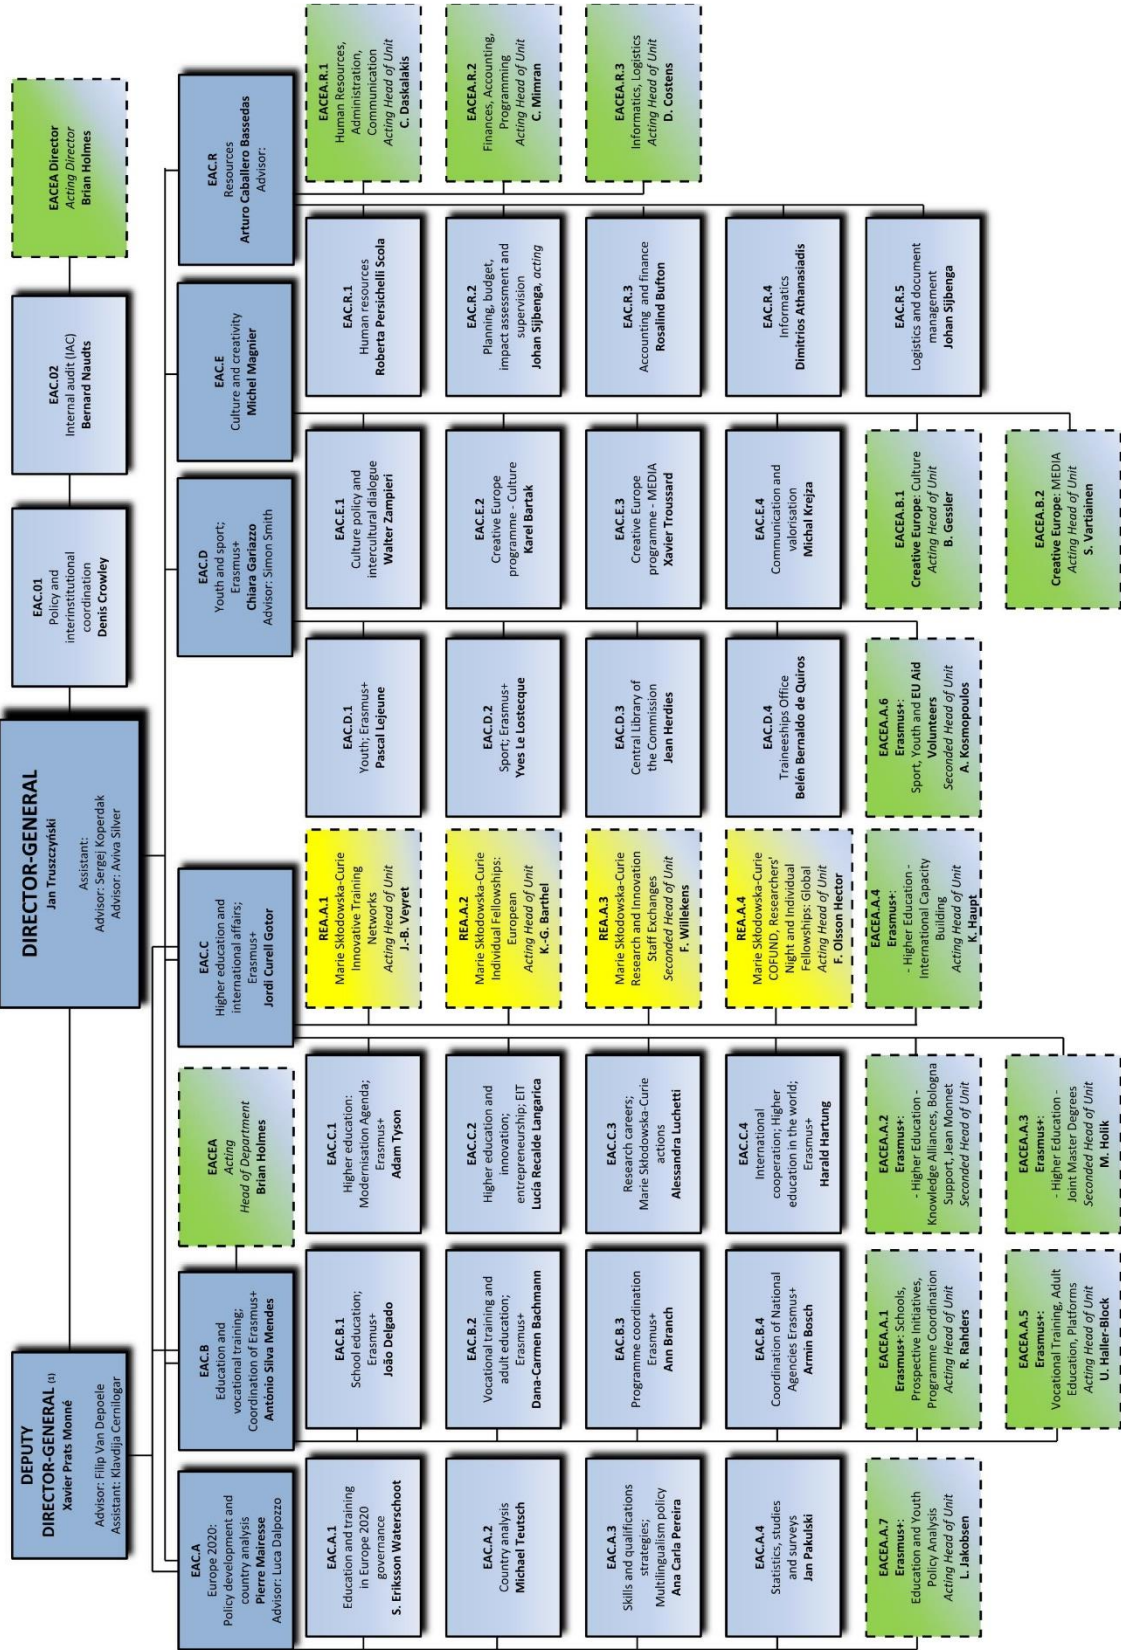 DEPUTY
DIRECTOR-GENERAL (1)
Xavier Prats Monné
Advisor: Filip Van Depoele
Assistant: Klavdija Cernilogar
DIRECTOR-GENERAL
Jan Truszczyński
Assistant:
Advisor: Sergej Koperdak
Advisor: Aviva Silver
EAC.01
Policy and
interinstitutional
coordination
Denis Crowley
EAC.02
Internal audit (IAC)
Bernard Naudts
EACEA Director
Acting Director
Brian Holmes
EAC.A
Europe 2020:
Policy development and
country analysis
Pierre Mairesse
Advisor: Luca Dalpozzo
EAC.B
Education and
vocational training;
Coordination of Erasmus+
António Silva Mendes
EACEA
Acting
Head of Department
Brian Holmes
EAC.C
Higher education and
international affairs;
Erasmus+
Jordi Curell Gotor
EAC.D
Youth and sport;
Erasmus+
Chiara Gariazzo
Advisor: Simon Smith
EAC.E
Culture and creativity
Michel Magnier
EAC.R
Resources
Arturo Caballero Bassedas
Advisor:
EAC.A.1
Education and training
in Europe 2020
governance
S. Eriksson Waterschoot
EAC.B.1
School education;
Erasmus+
João Delgado
EAC.C.1
Higher education:
Modernisation Agenda;
Erasmus+
Adam Tyson
REA.A.1
Marie Skłodowska-Curie
Innovative Training
Networks
Acting Head of Unit
J.-B. Veyret
EAC.D.1
Youth; Erasmus+
Pascal Lejeune
EAC.E.1
Culture policy and
intercultural dialogue
Walter Zampieri
EAC.R.1
Human resources
Roberta Persichelli Scola
EACEA.R.1
Human Resources,
Administration,
Communication
Acting Head of Unit
C. Daskalakis
EAC.A.2
Country analysis
Michael Teutsch
EAC.B.2
Vocational training and
adult education;
Erasmus+
Dana-Carmen Bachmann
EAC.C.2
Higher education and
innovation;
entrepreneurship; EIT
Lucia Recalde Langarica
REA.A.2
Marie Skłodowska-Curie
Individual Fellowships:
European
Acting Head of Unit
K.-G. Barthel
EAC.D.2
Sport; Erasmus+
Yves Le Lostecque
EAC.E.2
Creative Europe
programme - Culture
Karel Bartak
EAC.R.2
Planning, budget,
impact assessment and
supervision
Johan Sijbenga, acting
EACEA.R.2
Finances, Accounting,
Programming
Acting Head of Unit
C. Mimran
EAC.A.3
Skills and qualifications
strategies;
Multilingualism policy
Ana Carla Pereira
EAC.B.3
Programme coordination
Erasmus+
Ann Branch
EAC.C.3
Research careers;
Marie Skłodowska-Curie
actions
Alessandra Luchetti
REA.A.3
Marie Skłodowska-Curie
Research and Innovation
Staff Exchanges
Seconded Head of Unit
F. Willekens
EAC.D.3
Central Library of
the Commission
Jean Herdies
EAC.E.3
Creative Europe
programme - MEDIA
Xavier Troussard
EAC.R.3
Accounting and finance
Rosalind Bufton
EACEA.R.3
Informatics, Logistics
Acting Head of Unit
D. Costens
EAC.A.4
Statistics, studies
and surveys
Jan Pakulski
EAC.B.4
Coordination of National
Agencies Erasmus+
Armin Bosch
EAC.C.4
International
cooperation; Higher
education in the world;
Erasmus+
Harald Hartung
REA.A.4
Marie Skłodowska-Curie
COFUND, Researchers'
Night and Individual
Fellowships: Global
Acting Head of Unit
F. Olsson Hector
EAC.D.4
Traineeships Office
Belén Bernaldo de Quiros
EAC.E.4
Communication and
valorisation
Michal Krejza
EAC.R.4
Informatics
Dimitrios Athanasiadis
EACEA.A.7
Erasmus+:
Education and Youth
Policy Analysis
Acting Head of Unit
L. Jakobsen
EACEA.A.1
Erasmus+: Schools,
Prospective Initiatives,
Programme Coordination
Acting Head of Unit
R. Rahders
EACEA.A.2
Erasmus+:
- Higher Education -
Knowledge Alliances, Bologna
Support, Jean Monnet
Seconded Head of Unit
EACEA.A.4
Erasmus+:
- Higher Education -
International Capacity
Building
Acting Head of Unit
K. Haupt
EACEA.A.6
Erasmus+:
Sport, Youth and EU Aid
Volunteers
Seconded Head of Unit
A. Kosmopoulos
EACEA.B.1
Creative Europe: Culture
Acting Head of Unit
B. Gessler
EAC.R.5
Logistics and document
management
Johan Sijbenga
EACEA.A.5
Erasmus+:
Vocational Training, Adult
Education, Platforms
Acting Head of Unit
U. Haller-Block
EACEA.A.3
Erasmus+:
- Higher Education -
Joint Master Degrees
Seconded Head of Unit
M. Holik
EACEA.B.2
Creative Europe: MEDIA
Acting Head of Unit
S. Vartiainen